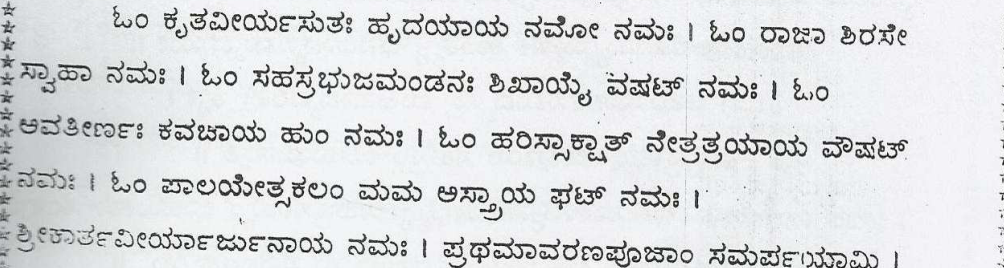 ಓಂ ಕೃತವೀರ್ಯಸುತಃ ಹೃದಯಾಯ ನಮೋ ನಮಃ । ಓಂ ರಾಜಾ ಶಿರಸೇ
ಸ್ವಾಹಾ ನಮಃ । ಓಂ ಸಹಸ್ರಭುಜಮಂಡನಃ ಶಿಖಾಯೈ ವಷಟ್ ನಮಃ । ಓಂ
ಅವತೀರ್ಣಃ ಕವಚಾಯ ಹುಂ ನಮಃ । ಓಂ ಹರಿಸ್ಸಾಕ್ಷಾತ್ ನೇತ್ರತ್ರಯಾಯ ವೌಷಟ್
ನಮಃ । ಓಂ ಪಾಲಯೇತ್ಸಕಲಂ ಮಮ ಅಸ್ತ್ರಾಯ ಫಟ್ ನಮಃ ।
ಶ್ರೀಕಾರ್ತವೀರ್ಯಾರ್ಜುನಾಯ ನಮಃ । ಪ್ರಥಮಾವರಣಪೂಜಾಂ ಸಮರ್ಪಯಾಮಿ ।